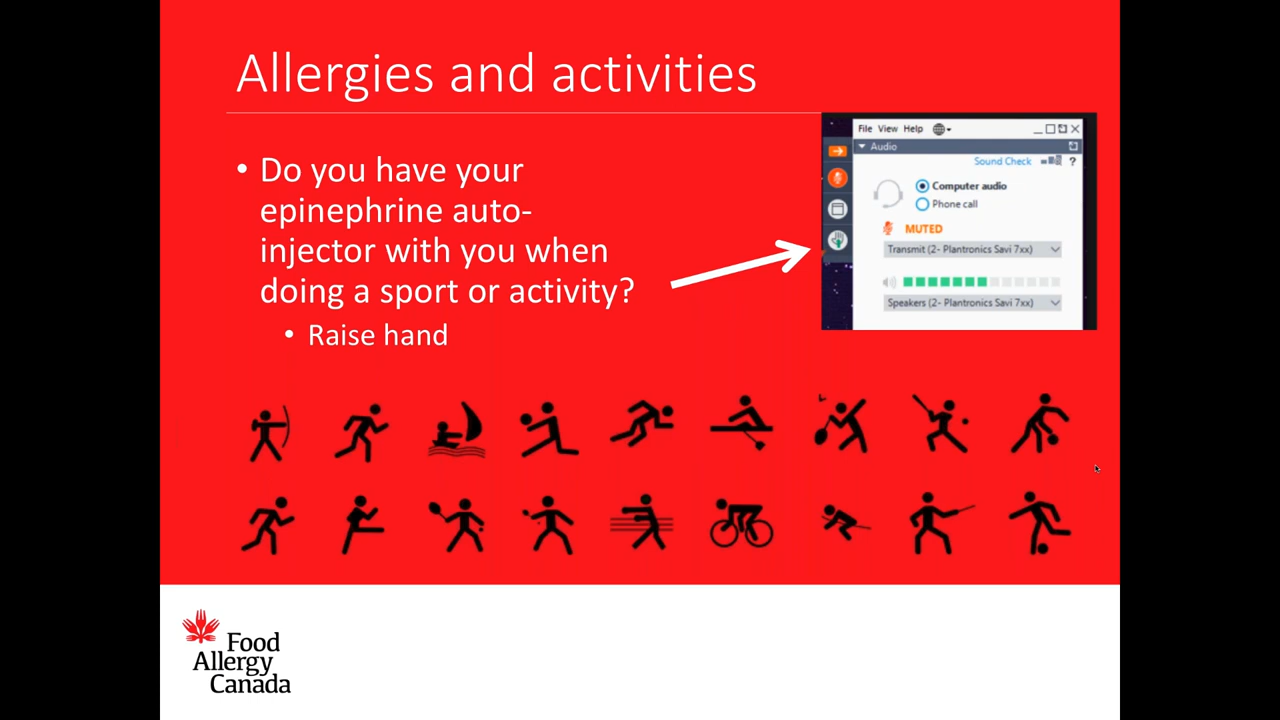 Allergies and activities
• Do you have your
epinephrine auto-
injector with you when
doing a sport or activity?
• Raise hand
File View Help
Audio
Sound Check ?
Computer audio
Phone call
MUTED
Transmit (2- Plantronics Savi 7xx)
Speakers (2- Plantronics Savi 7xx)
Food
Allergy
Canada